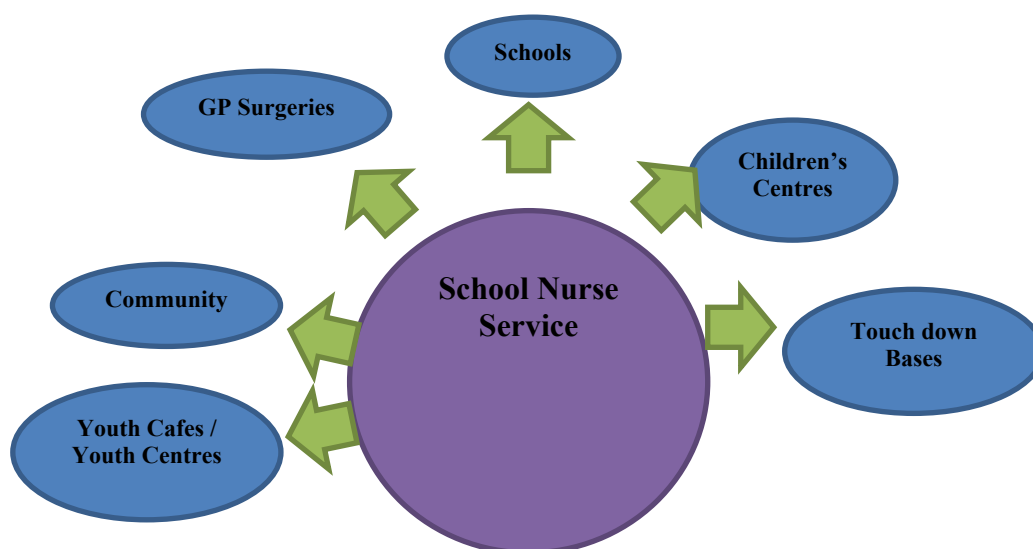 Schools
GP Surgeries
Children’s
Centres
School Nurse
Service
Community
Touch down
Bases
Youth Cafes /
Youth Centres